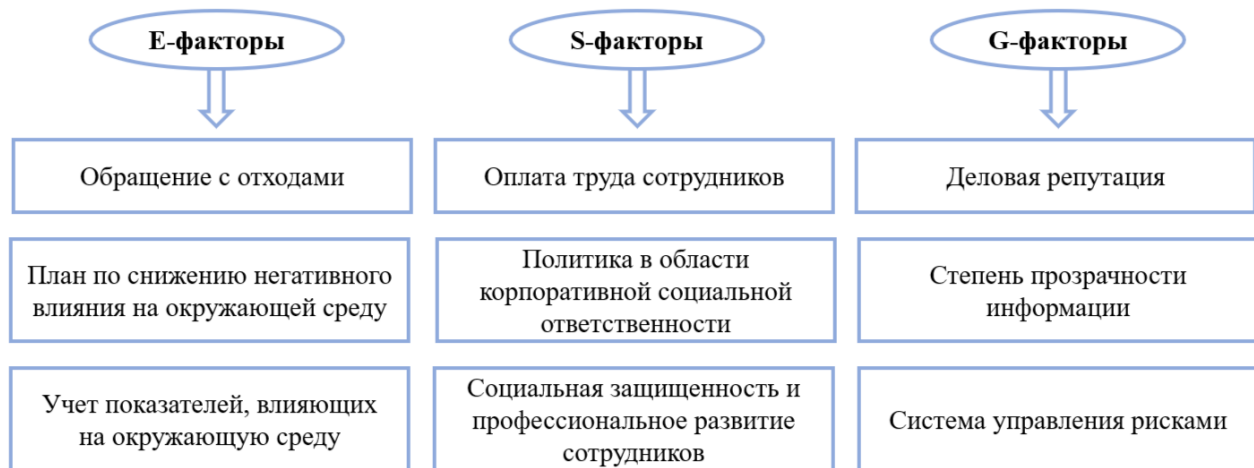 E-факторы
S-факторы
G-факторы
Обращение с отходами
Оплата труда сотрудников
Деловая репутация
План по снижению негативного
влияния на окружающей среду
Политика в области
корпоративной социальной
ответственности
Степень прозрачности
информации
Учет показателей, влияющих
на окружающую среду
Социальная защищенность и
профессиональное развитие
сотрудников
Система управления рисками